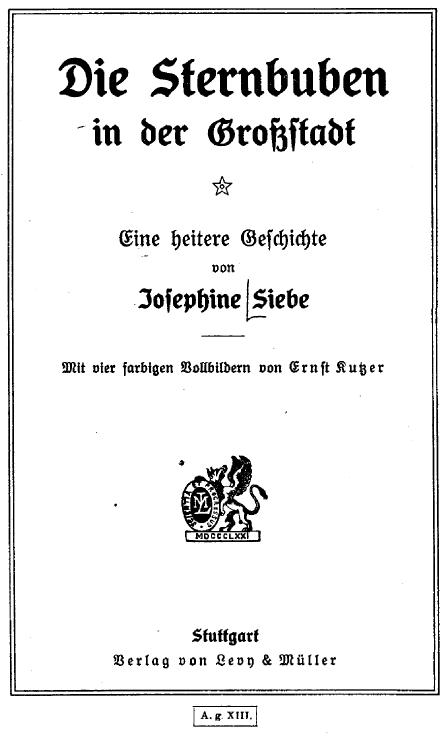 Die Sternbuben
in der Großstadt
Eine heitere Geschichte
von
Josephine Siebe
Mit vier farbigen Vollbildern von Ernst Kutzer
MDCCCLXXI
Stuttgart
Verlag von Levy & Müller
A. g. XIII.